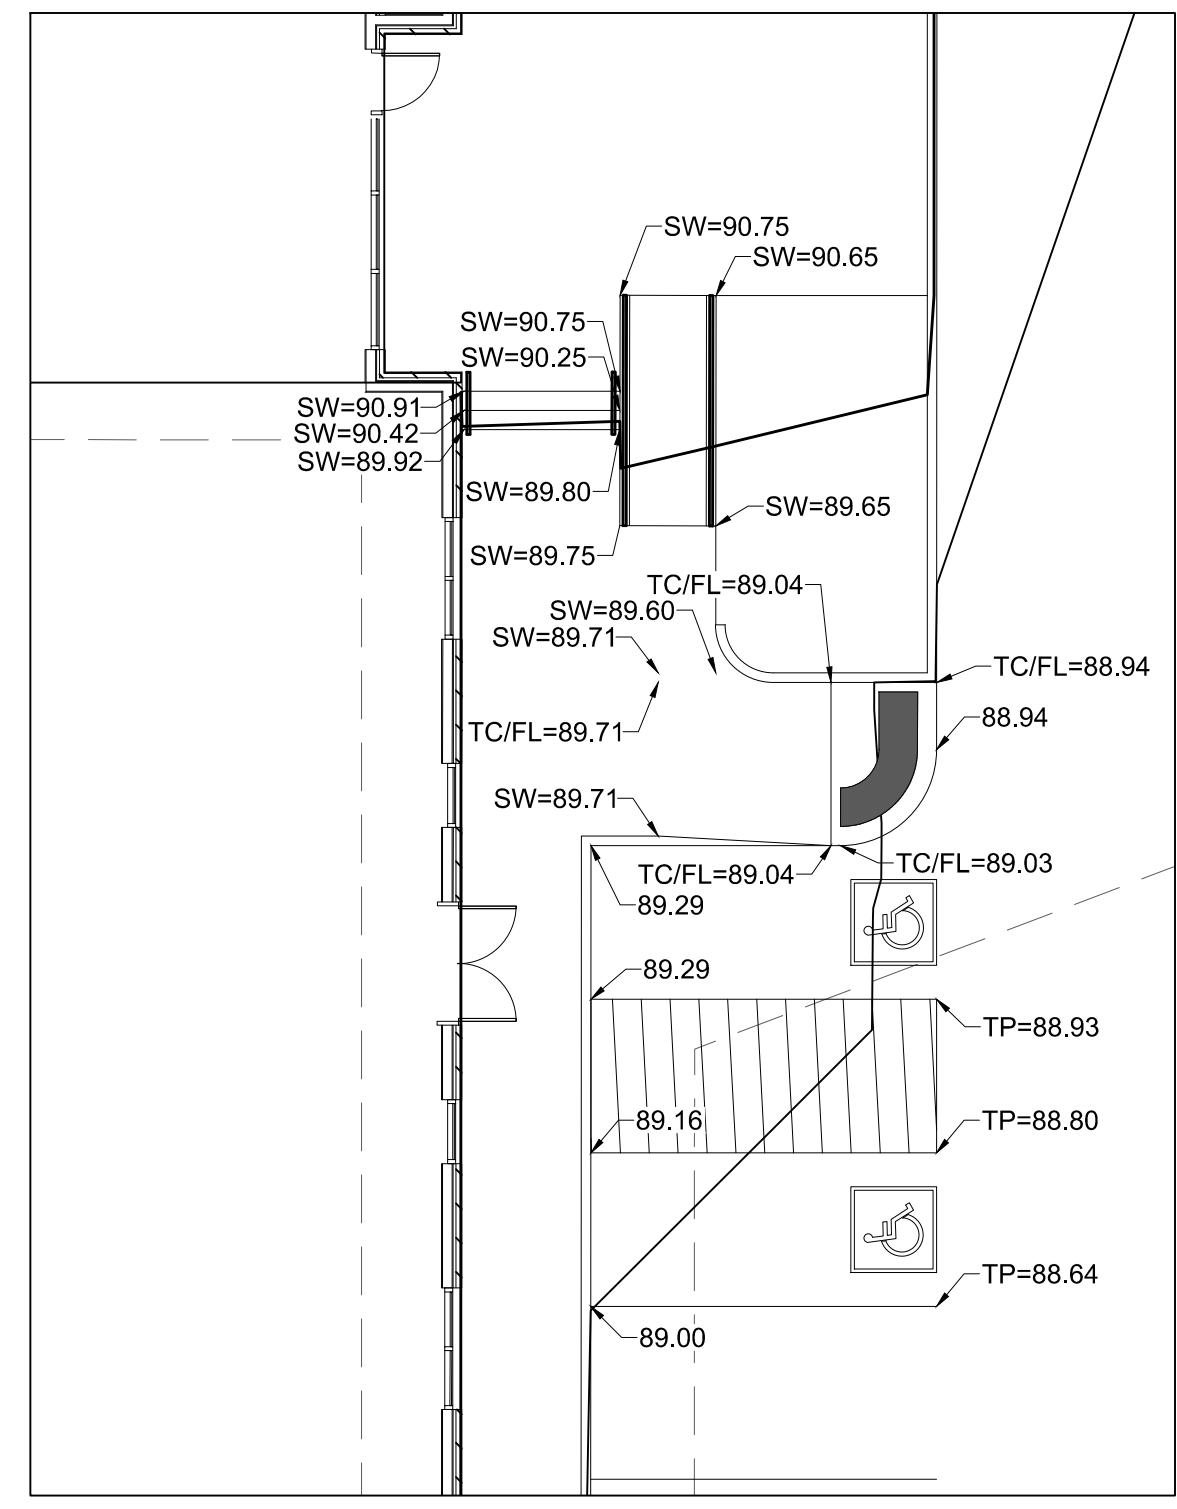 SW=90.75
SW=90.65
SW=90.75
SW=90.25
SW=90.91
SW=90.42
SW=89.92
SW=89.80
SW=89.65
SW=89.75
TC/FL=89.04
SW=89.60
SW=89.71
TC/FL=88.94
88.94
TC/FL=89.71
SW=89.71
TC/FL=89.03
TC/FL=89.04
89.29
89.29
TP=88.93
89.16
TP=88.80
TP=88.64
89.00